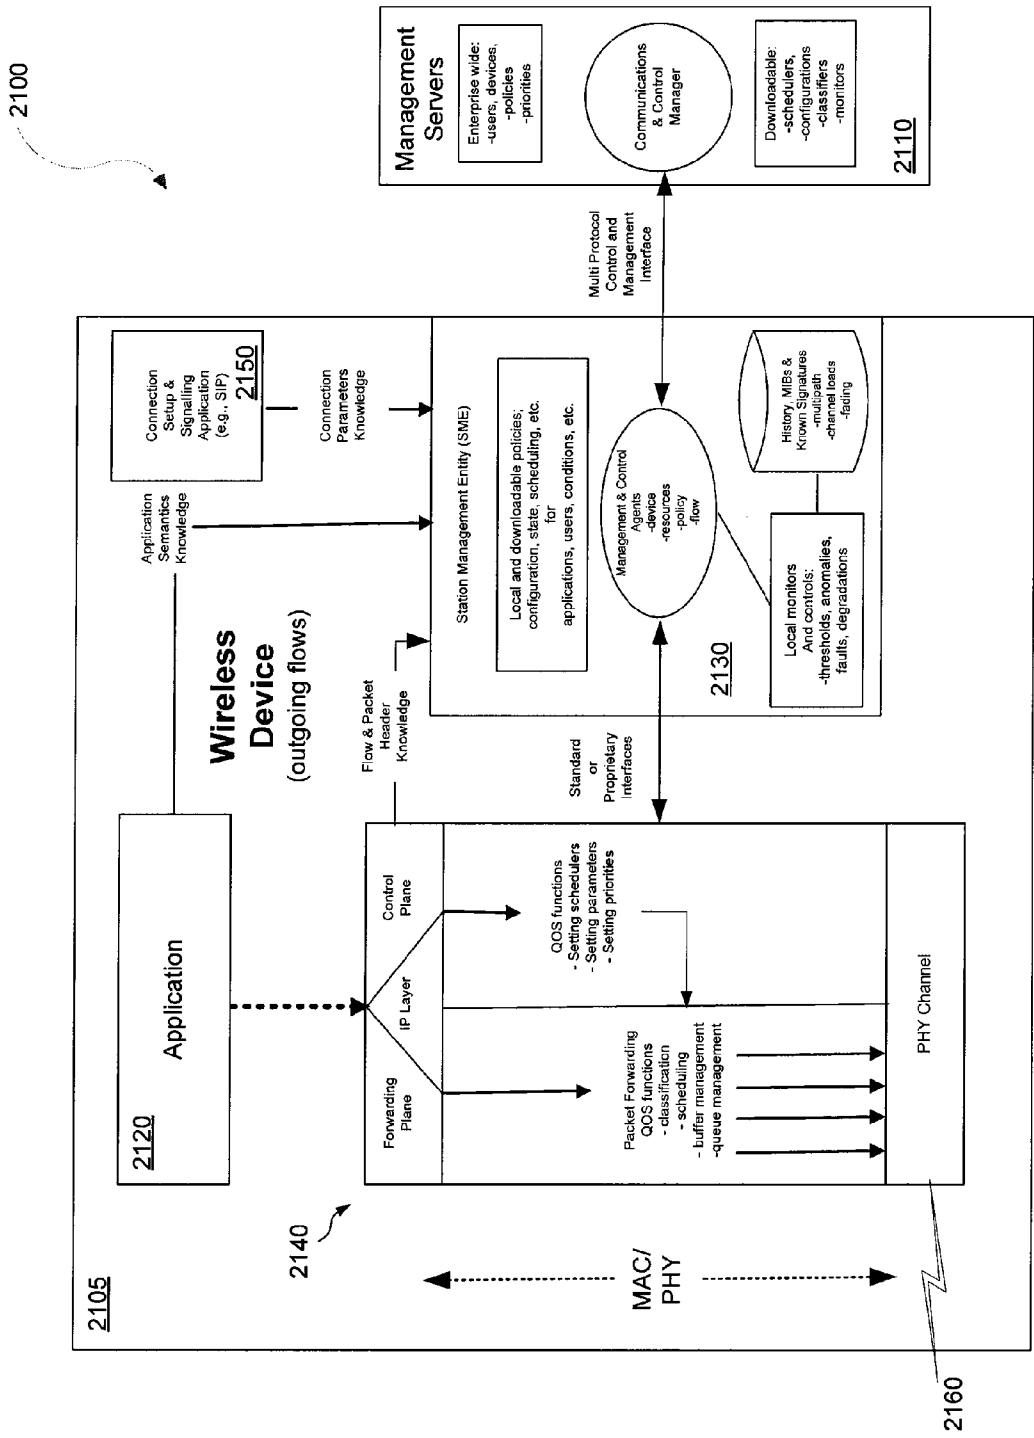 2100
2105
2120
Application
Wireless
Device
(outgoing flows)
Application
Semantics
Knowledge
Connection
Setup &
Signalling
Application
(e.g., SIP)
2150
Connection
Parameters
Knowledge
Flow & Packet
Header
Knowledge
2140
Forwarding
Plane
IP Layer
Control
Plane
MAC/
PHY
Packet Forwarding
QOS functions
- classification
- scheduling
- buffer management
-queue management
QOS functions
- Setting schedulers
- Setting parameters
- Setting priorities
PHY Channel
2160
Standard
or
Proprietary
Interfaces
Station Management Entity (SME)
Local and downloadable policies;
configuration, state, scheduling, etc.
for
applications, users, conditions, etc.
Management & Control
Agents
-device
-resources
-policy
-flow
2130
Local monitors
And controls:
-thresholds, anomalies,
faults, degradations
History, MIBs &
Known Signatures
-multipath
-channel loads
-fading
Multi Protocol
Control and
Management
Interface
Management
Servers
Enterprise wide:
-users, devices,
-policies
-priorities
Communications
& Control
Manager
Downloadable:
-schedulers,
-configurations
-classifiers
-monitors
2110